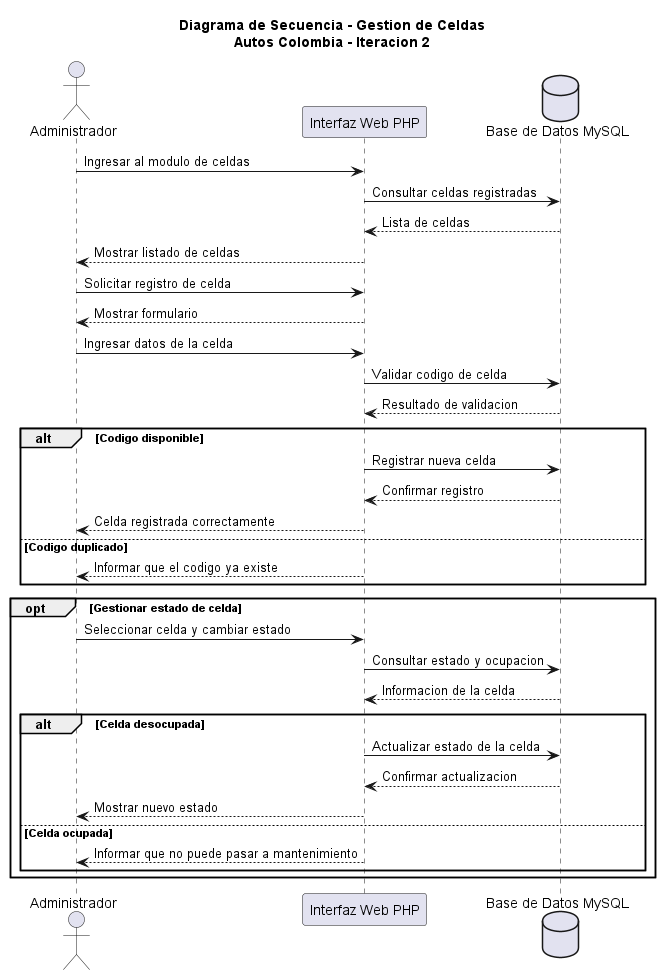 Diagrama de Secuencia - Gestion de Celdas
Autos Colombia - Iteracion 2
Administrador
Interfaz Web PHP
Base de Datos MySQL
Ingresar al modulo de celdas
Consultar celdas registradas
Lista de celdas
Mostrar listado de celdas
Solicitar registro de celda
Mostrar formulario
Ingresar datos de la celda
Validar codigo de celda
Resultado de validacion
alt [Codigo disponible]
Registrar nueva celda
Confirmar registro
Celda registrada correctamente
[Codigo duplicado]
Informar que el codigo ya existe
opt [Gestionar estado de celda]
Seleccionar celda y cambiar estado
Consultar estado y ocupacion
Informacion de la celda
alt [Celda desocupada]
Actualizar estado de la celda
Confirmar actualizacion
Mostrar nuevo estado
[Celda ocupada]
Informar que no puede pasar a mantenimiento
Administrador
Interfaz Web PHP
Base de Datos MySQL